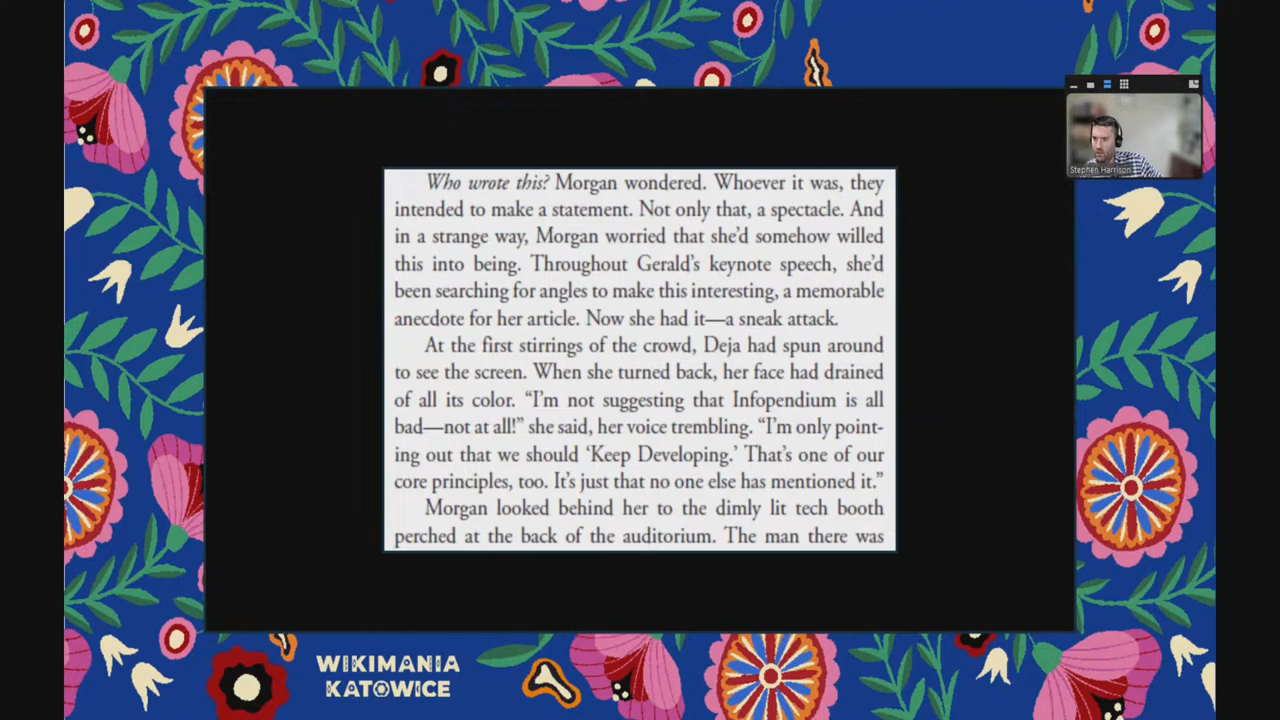 Stephen Harrison
Who wrote this? Morgan wondered. Whoever it was, they
intended to make a statement. Not only that, a spectacle. And
in a strange way, Morgan worried that she’d somehow willed
this into being. Throughout Gerald’s keynote speech, she’d
been searching for angles to make this interesting, a memorable
anecdote for her article. Now she had it—a sneak attack.
At the first stirrings of the crowd, Deja had spun around
to see the screen. When she turned back, her face had drained
of all its color. “I’m not suggesting that Infopendium is all
bad—not at all!” she said, her voice trembling. “I’m only point-
ing out that we should ‘Keep Developing.’ That’s one of our
core principles, too. It’s just that no one else has mentioned it.”
Morgan looked behind her to the dimly lit tech booth
perched at the back of the auditorium. The man there was
WIKIMANIA
KATOWICE